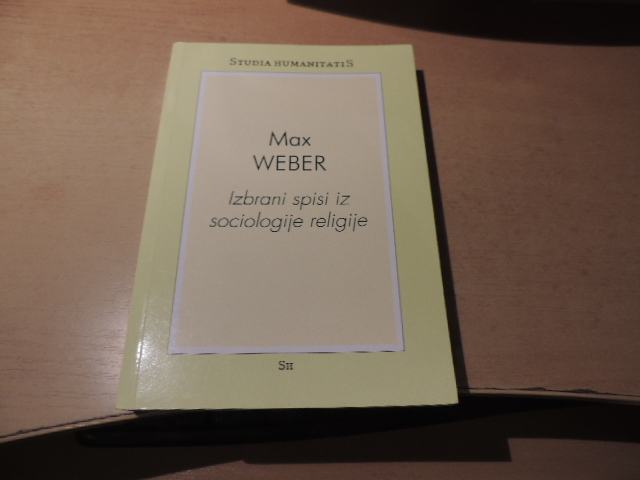 STUDIA HUMANITATIS
Max
WEBER
Izbrani spisi iz
sociologije religije
SH